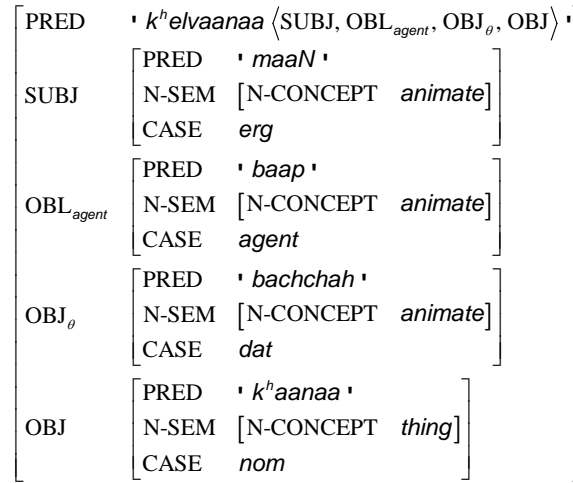 PRED ' kʰelvaanaa ⟨SUBJ, OBL_agent, OBJ_θ, OBJ⟩ '
PRED ' maaN '
SUBJ N-SEM [N-CONCEPT animate]
CASE erg
PRED ' baap '
OBL_agent N-SEM [N-CONCEPT animate]
CASE agent
PRED ' bachchah '
OBJ_θ N-SEM [N-CONCEPT animate]
CASE dat
PRED ' kʰaanaa '
OBJ N-SEM [N-CONCEPT thing]
CASE nom